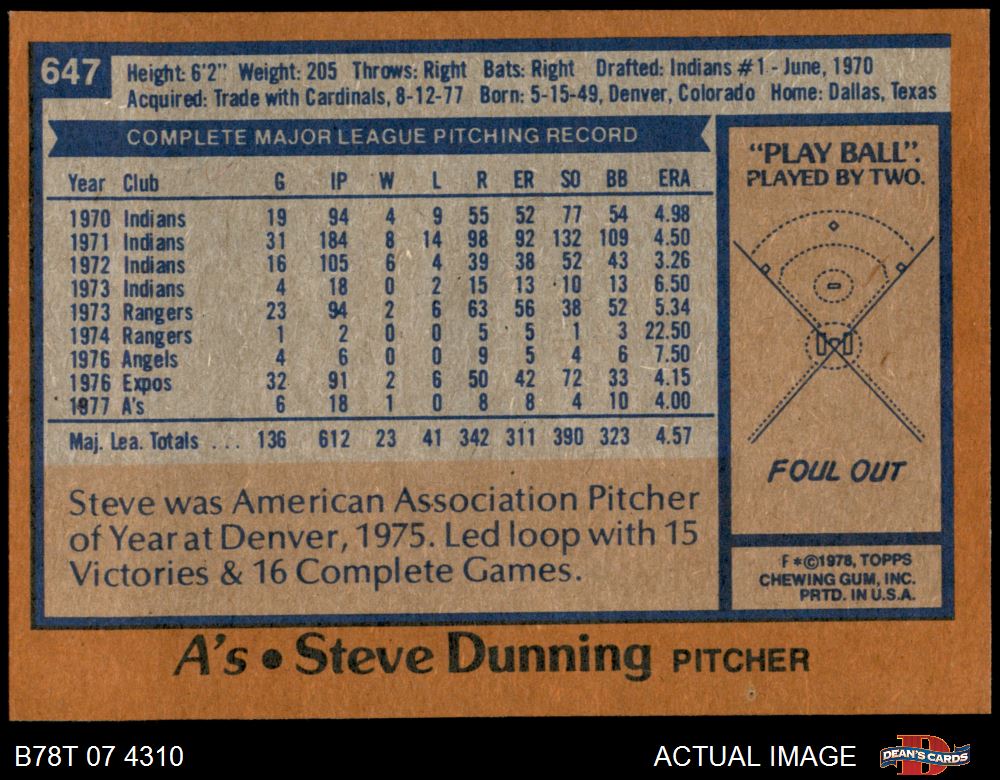 647
Height: 6'2" Weight: 205 Throws: Right Bats: Right Drafted: Indians #1 - June, 1970
Acquired: Trade with Cardinals, 8-12-77 Born: 5-15-49, Denver, Colorado Home: Dallas, Texas
COMPLETE MAJOR LEAGUE PITCHING RECORD
Year Club G IP W L R ER SO BB ERA
1970 Indians 19 94 4 9 55 52 77 54 4.98
1971 Indians 31 184 8 14 98 92 132 109 4.50
1972 Indians 16 105 6 4 39 38 52 43 3.26
1973 Indians 4 18 0 2 15 13 10 13 6.50
1973 Rangers 23 94 2 6 63 56 38 52 5.34
1974 Rangers 1 2 0 0 5 5 1 3 22.50
1976 Angels 4 6 0 0 9 5 4 6 7.50
1976 Expos 32 91 2 6 50 42 72 33 4.15
1977 A's 6 18 1 0 8 8 4 10 4.00
Maj. Lea. Totals ... 136 612 23 41 342 311 390 323 4.57
Steve was American Association Pitcher
of Year at Denver, 1975. Led loop with 15
Victories & 16 Complete Games.
"PLAY BALL".
PLAYED BY TWO.
FOUL OUT
F *©1978, TOPPS
CHEWING GUM, INC.
PRTD. IN U.S.A.
A's • Steve Dunning PITCHER
B78T 07 4310
ACTUAL IMAGE
D
DEAN'S CARDS